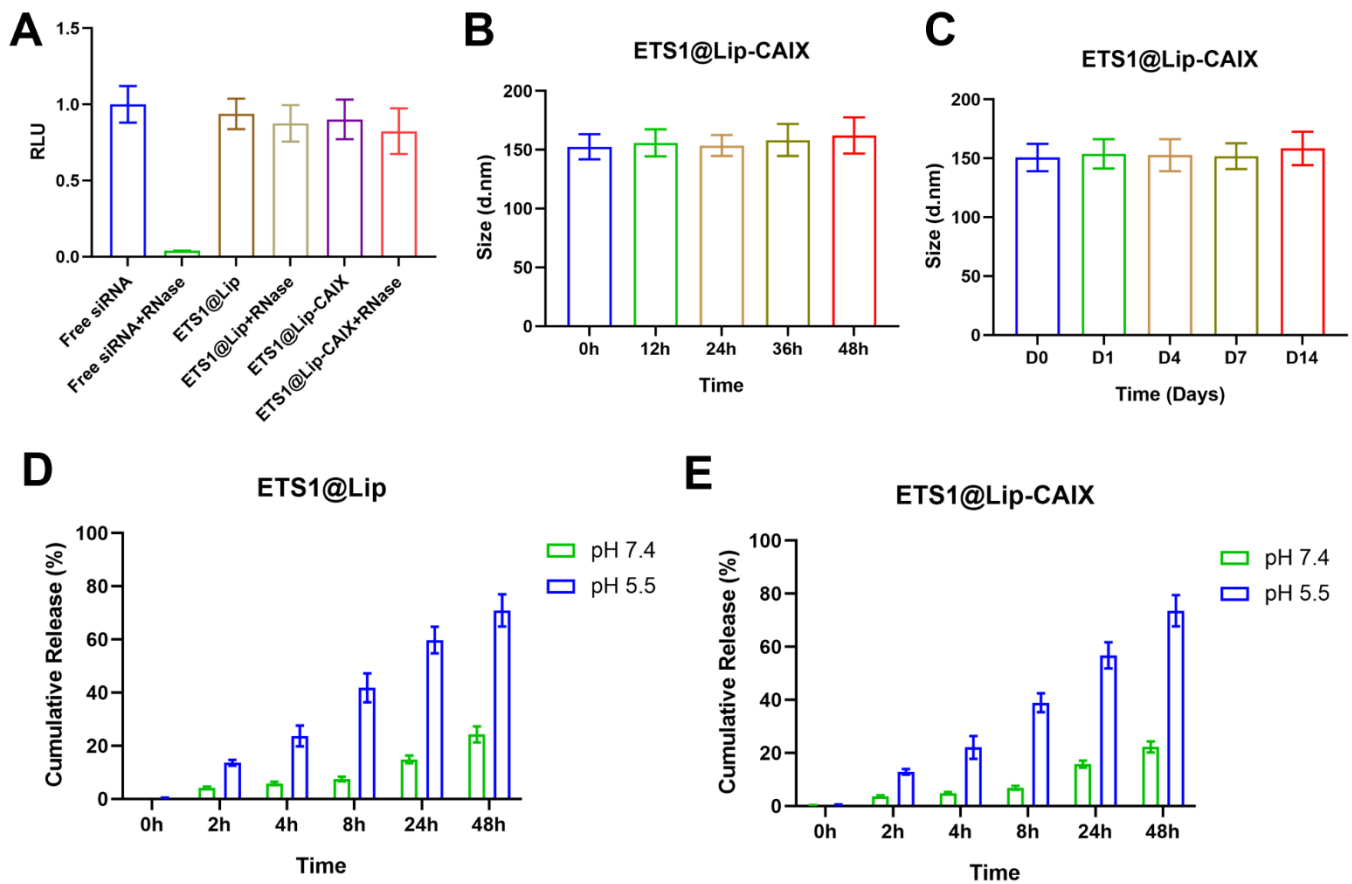 A
1.5
1.0
0.5
0.0
RLU
Free siRNA
Free siRNA+RNase
ETS1@Lip
ETS1@Lip+RNase
ETS1@Lip-CAIX
ETS1@Lip-CAIX+RNase
B
ETS1@Lip-CAIX
200
150
100
50
0
Size (d.nm)
0h 12h 24h 36h 48h
Time
C
ETS1@Lip-CAIX
200
150
100
50
0
Size (d.nm)
D0 D1 D4 D7 D14
Time (Days)
D
ETS1@Lip
100
80
60
40
20
0
Cumulative Release (%)
0h 2h 4h 8h 24h 48h
Time
pH 7.4
pH 5.5
E
ETS1@Lip-CAIX
100
80
60
40
20
0
Cumulative Release (%)
0h 2h 4h 8h 24h 48h
Time
pH 7.4
pH 5.5